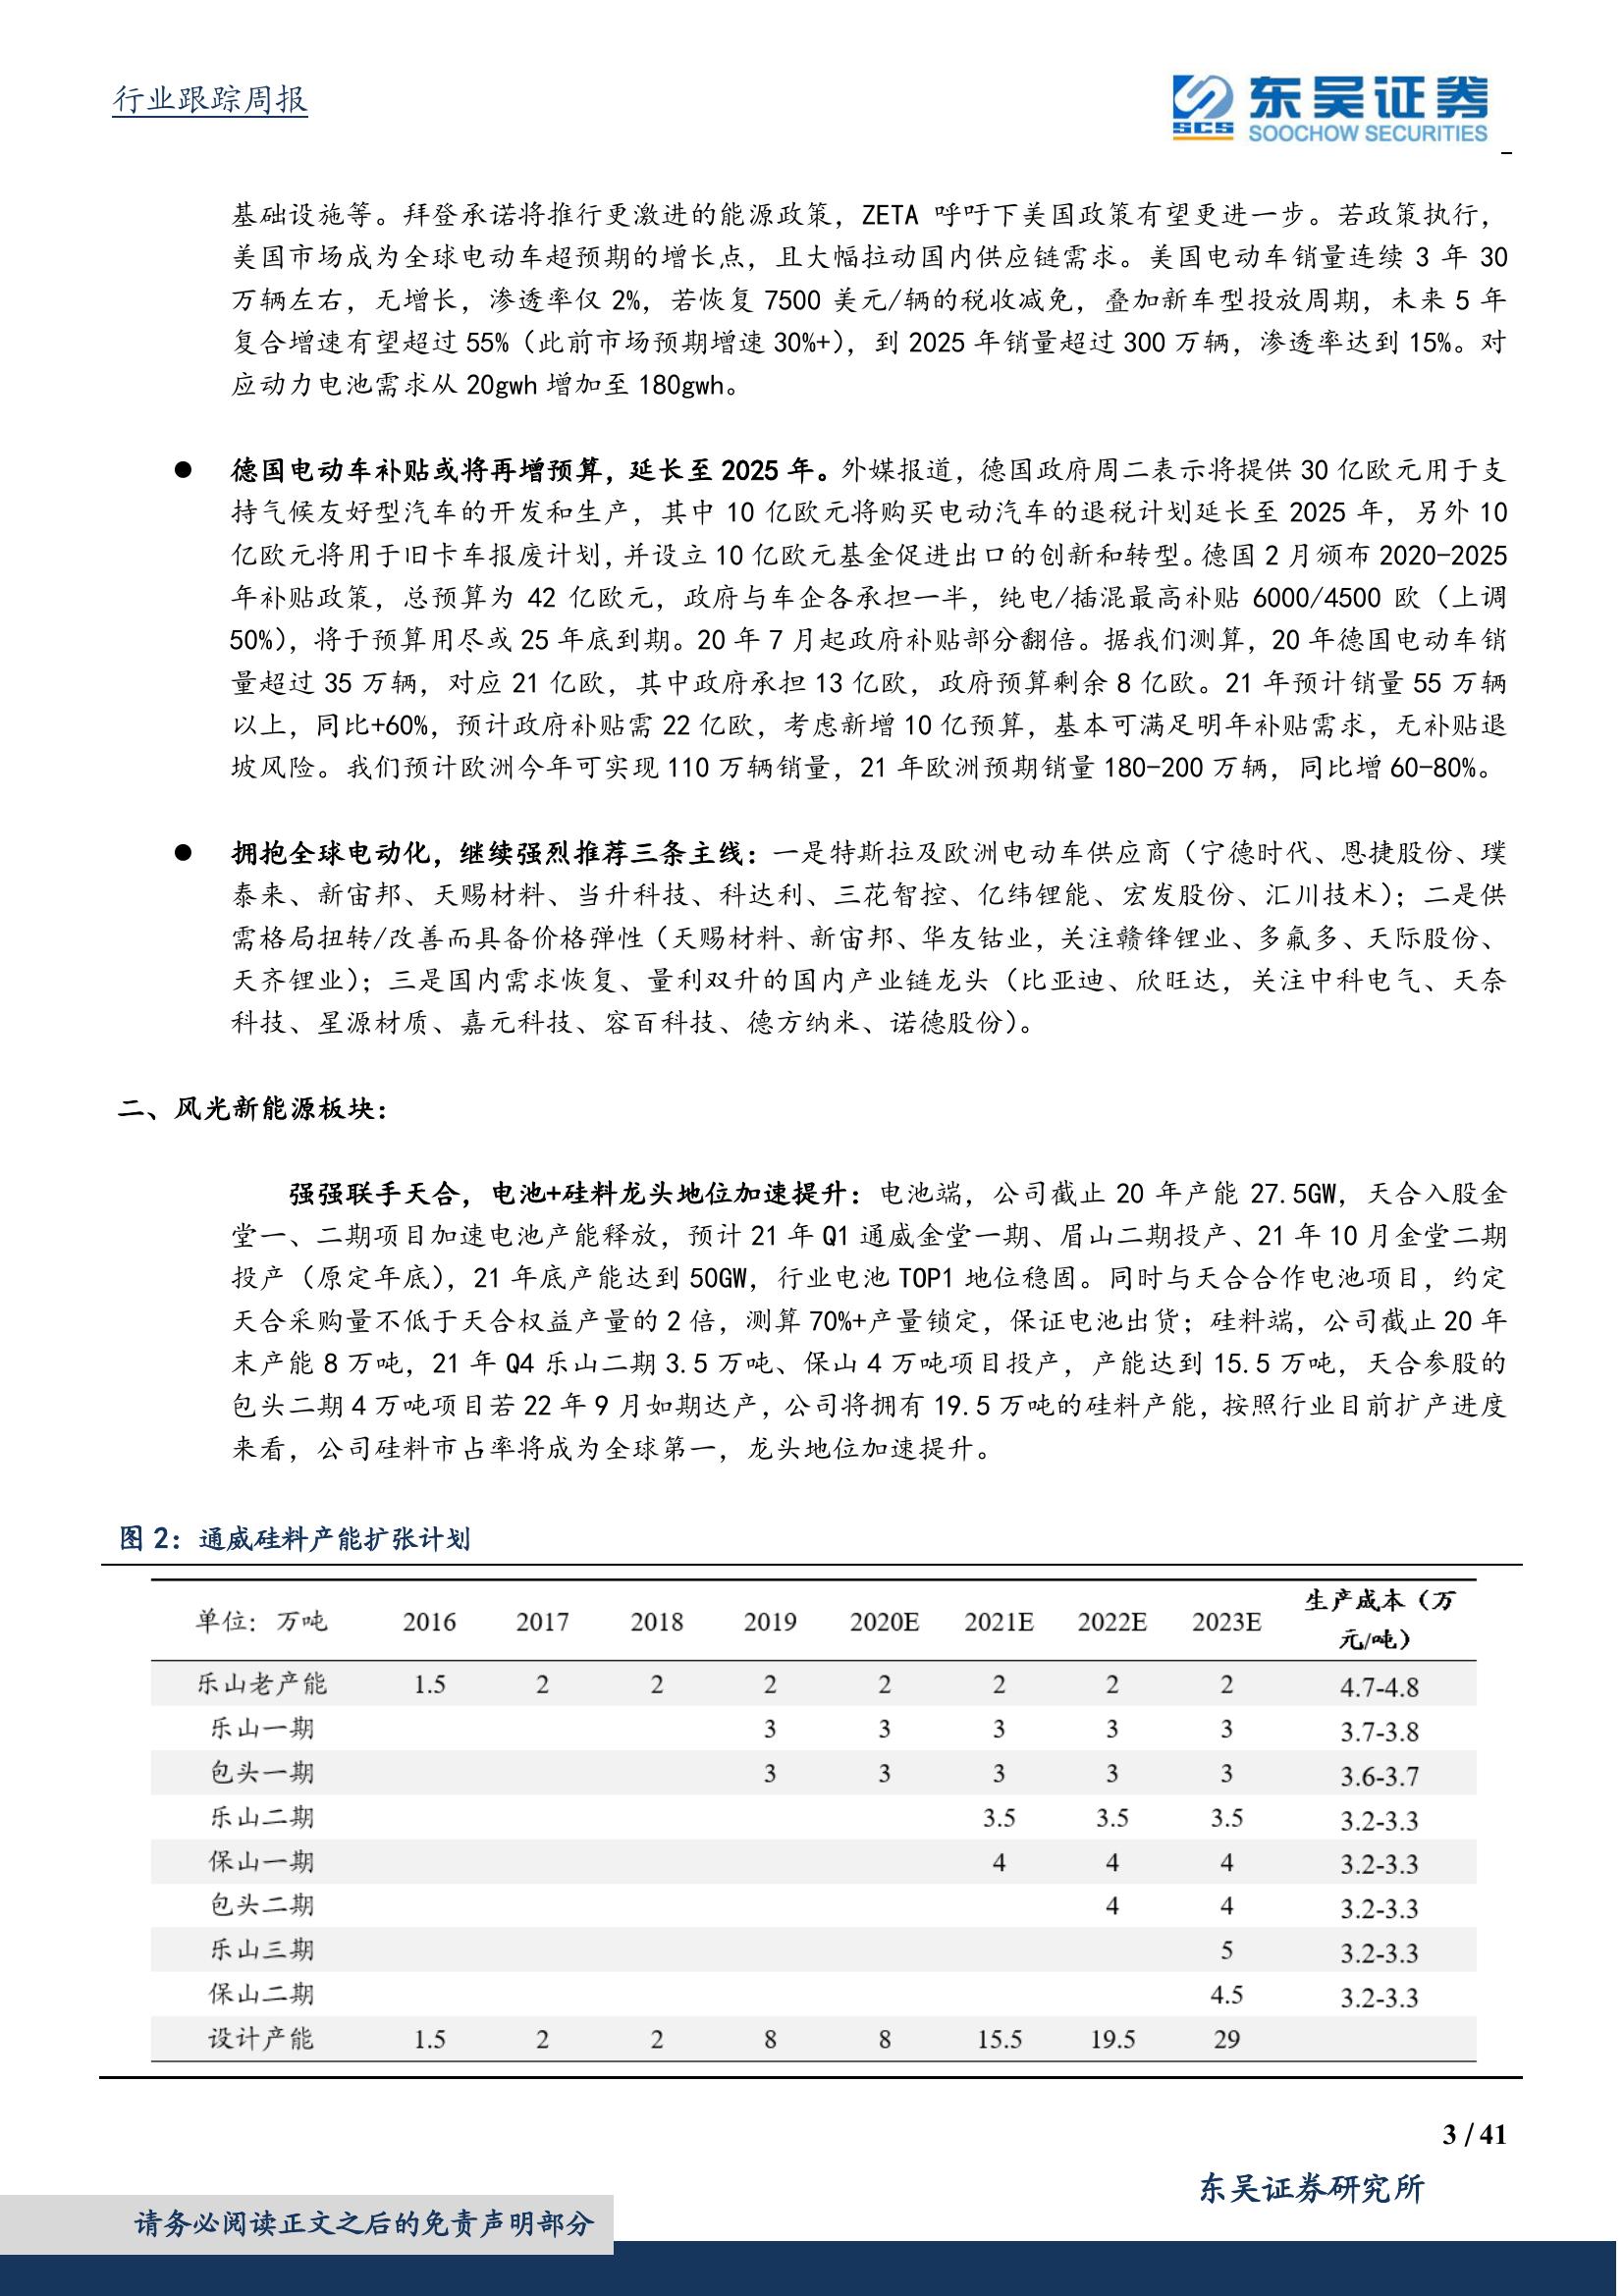 行业跟踪周报
东吴证券
SCS
SOOCHOW SECURITIES
基础设施等。拜登承诺将推行更激进的能源政策，ZETA 呼吁下美国政策有望更进一步。若政策执行，
美国市场成为全球电动车超预期的增长点，且大幅拉动国内供应链需求。美国电动车销量连续 3 年 30
万辆左右，无增长，渗透率仅 2%，若恢复 7500 美元/辆的税收减免，叠加新车型投放周期，未来 5 年
复合增速有望超过 55%（此前市场预期增速 30%+），到 2025 年销量超过 300 万辆，渗透率达到 15%。对
应动力电池需求从 20gwh 增加至 180gwh。
● 德国电动车补贴或将再增预算，延长至 2025 年。外媒报道，德国政府周二表示将提供 30 亿欧元用于支
持气候友好型汽车的开发和生产，其中 10 亿欧元将购买电动汽车的退税计划延长至 2025 年，另外 10
亿欧元将用于旧卡车报废计划，并设立 10 亿欧元基金促进出口的创新和转型。德国 2 月颁布 2020-2025
年补贴政策，总预算为 42 亿欧元，政府与车企各承担一半，纯电/插混最高补贴 6000/4500 欧（上调
50%），将于预算用尽或 25 年底到期。20 年 7 月起政府补贴部分翻倍。据我们测算，20 年德国电动车销
量超过 35 万辆，对应 21 亿欧，其中政府承担 13 亿欧，政府预算剩余 8 亿欧。21 年预计销量 55 万辆
以上，同比+60%，预计政府补贴需 22 亿欧，考虑新增 10 亿预算，基本可满足明年补贴需求，无补贴退
坡风险。我们预计欧洲今年可实现 110 万辆销量，21 年欧洲预期销量 180-200 万辆，同比增 60-80%。
● 拥抱全球电动化，继续强烈推荐三条主线：一是特斯拉及欧洲电动车供应商（宁德时代、恩捷股份、璞
泰来、新宙邦、天赐材料、当升科技、科达利、三花智控、亿纬锂能、宏发股份、汇川技术）；二是供
需格局扭转/改善而具备价格弹性（天赐材料、新宙邦、华友钴业，关注赣锋锂业、多氟多、天际股份、
天齐锂业）；三是国内需求恢复、量利双升的国内产业链龙头（比亚迪、欣旺达，关注中科电气、天奈
科技、星源材质、嘉元科技、容百科技、德方纳米、诺德股份）。
二、风光新能源板块：
强强联手天合，电池+硅料龙头地位加速提升：电池端，公司截止 20 年产能 27.5GW，天合入股金
堂一、二期项目加速电池产能释放，预计 21 年 Q1 通威金堂一期、眉山二期投产、21 年 10 月金堂二期
投产（原定年底），21 年底产能达到 50GW，行业电池 TOP1 地位稳固。同时与天合合作电池项目，约定
天合采购量不低于天合权益产量的 2 倍，测算 70%+产量锁定，保证电池出货；硅料端，公司截止 20 年
末产能 8 万吨，21 年 Q4 乐山二期 3.5 万吨、保山 4 万吨项目投产，产能达到 15.5 万吨，天合参股的
包头二期 4 万吨项目若 22 年 9 月如期达产，公司将拥有 19.5 万吨的硅料产能，按照行业目前扩产进度
来看，公司硅料市占率将成为全球第一，龙头地位加速提升。
图 2：通威硅料产能扩张计划
单位：万吨 2016 2017 2018 2019 2020E 2021E 2022E 2023E 生产成本（万
元/吨）
乐山老产能 1.5 2 2 2 2 2 2 2 4.7-4.8
乐山一期 3 3 3 3 3 3.7-3.8
包头一期 3 3 3 3 3 3.6-3.7
乐山二期 3.5 3.5 3.5 3.2-3.3
保山一期 4 4 4 3.2-3.3
包头二期 4 4 3.2-3.3
乐山三期 5 3.2-3.3
保山二期 4.5 3.2-3.3
设计产能 1.5 2 2 8 8 15.5 19.5 29
3 / 41
东吴证券研究所
请务必阅读正文之后的免责声明部分